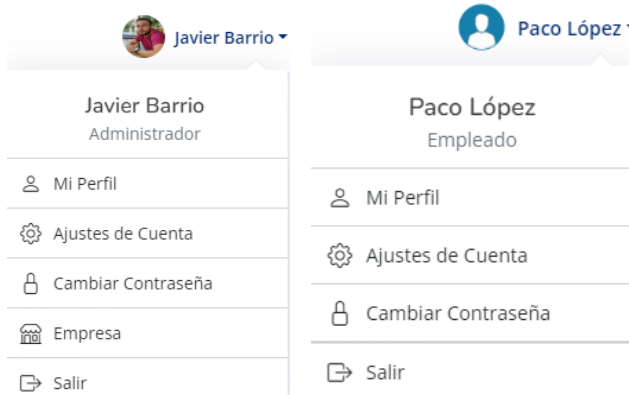 Javier Barrio
Javier Barrio
Administrador
Mi Perfil
Ajustes de Cuenta
Cambiar Contraseña
Empresa
Salir
Paco López
Paco López
Empleado
Mi Perfil
Ajustes de Cuenta
Cambiar Contraseña
Salir